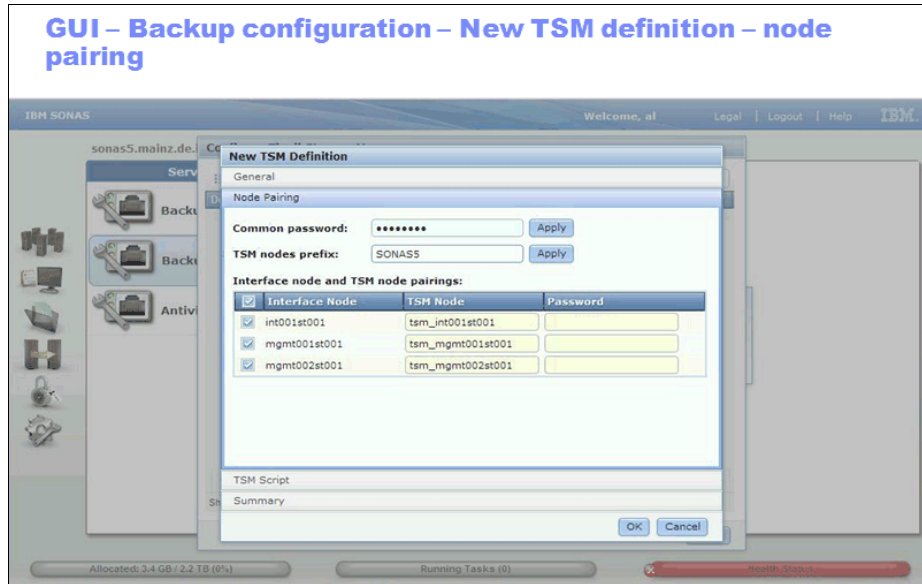 GUI – Backup configuration – New TSM definition – node
pairing
IBM SONAS
Welcome, al
Legal | Logout | Help
IBM.
sonas5.mainz.de.
New TSM Definition
General
Node Pairing
Common password: •••••••• Apply
TSM nodes prefix: SONAS5 Apply
Interface node and TSM node pairings:
Interface Node TSM Node Password
int001st001 tsm_int001st001
mgmt001st001 tsm_mgmt001st001
mgmt002st001 tsm_mgmt002st001
TSM Script
Summary
OK Cancel
Serv
Backu
Backu
Antivi
Allocated: 3.4 GB / 2.2 TB (0%)
Running Tasks (0)
Health Status